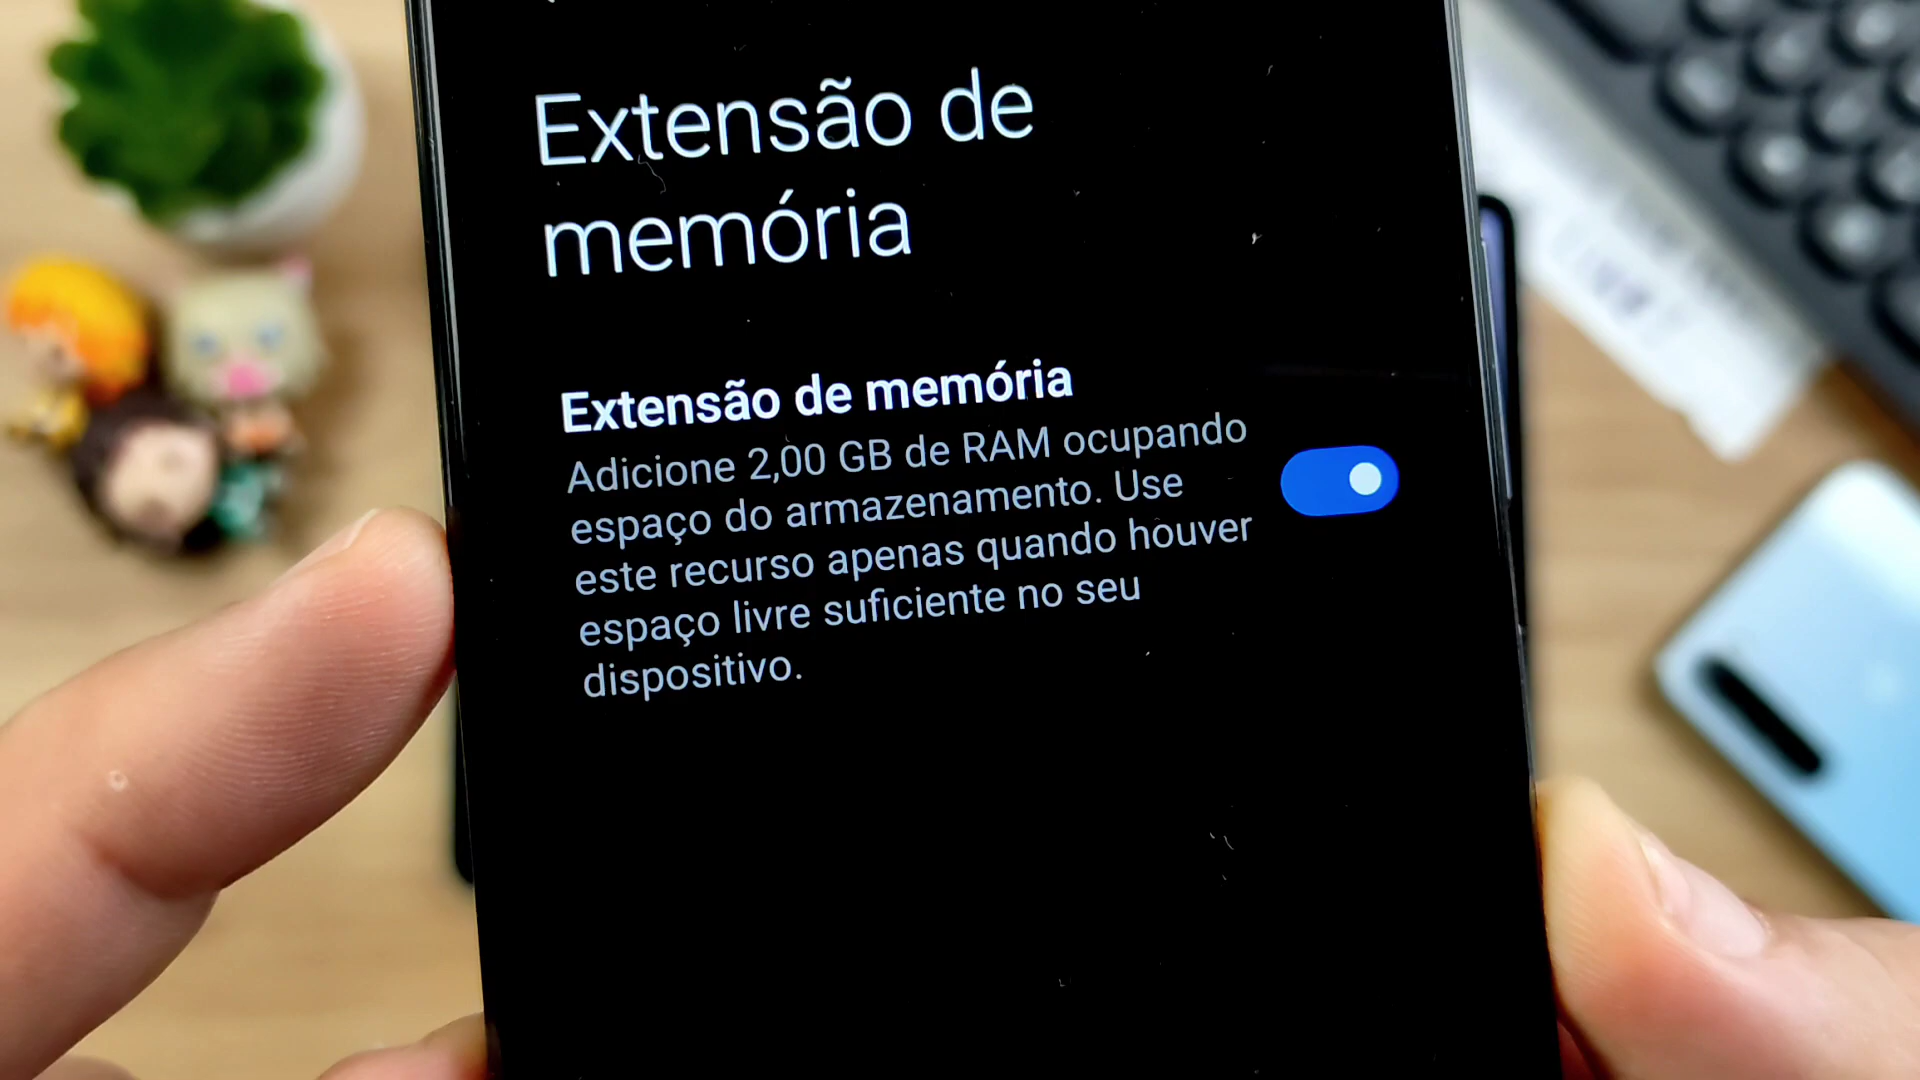 Extensão de
memória
Extensão de memória
Adicione 2,00 GB de RAM ocupando
espaço do armazenamento. Use
este recurso apenas quando houver
espaço livre suficiente no seu
dispositivo.